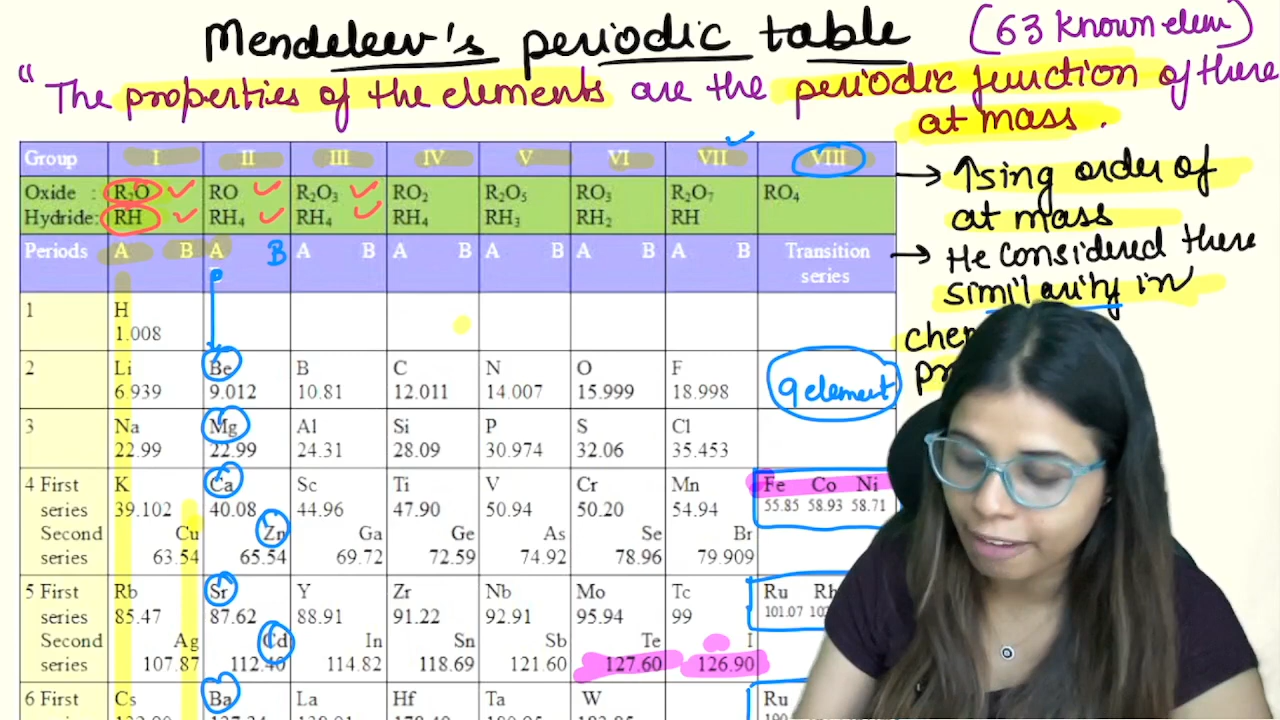 Mendeleev's periodic table (63 known elem)
"The properties of the elements are the periodic function of there
at mass.
Group I II III IV V VI VII VIII
Oxide : R2O RO R2O3 RO2 R2O5 RO3 R2O7 RO4
Hydride: RH RH4 RH4 RH4 RH3 RH2 RH
Periods A B A B A B A B A B A B A B Transition series
1 H
1.008
2 Li Be B C N O F
6.939 9.012 10.81 12.011 14.007 15.999 18.998
9 element
3 Na Mg Al Si P S Cl
22.99 22.99 24.31 28.09 30.974 32.06 35.453
4 First K Ca Sc Ti V Cr Mn Fe Co Ni
series 39.102 40.08 44.96 47.90 50.94 50.20 54.94 55.85 58.93 58.71
Second Cu Zn Ga Ge As Se Br
series 63.54 65.54 69.72 72.59 74.92 78.96 79.909
5 First Rb Sr Y Zr Nb Mo Tc Ru Rh
series 85.47 87.62 88.91 91.22 92.91 95.94 99 101.07
Second Ag Cd In Sn Sb Te I
series 107.87 112.40 114.82 118.69 121.60 127.60 126.90
6 First Cs Ba La Hf Ta W Ru
→ ↑sing order of
at mass
→ He considered there
similarity in